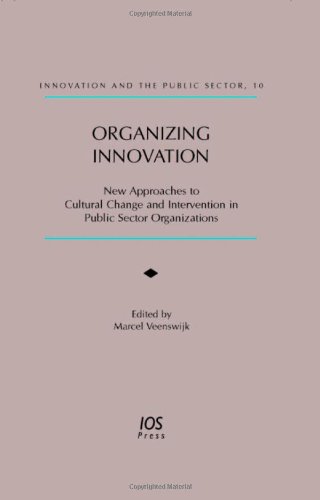 INNOVATION AND THE PUBLIC SECTOR, 10
ORGANIZING
INNOVATION
New Approaches to
Cultural Change and Intervention in
Public Sector Organizations
Edited by
Marcel Veenswijk
IOS
Press